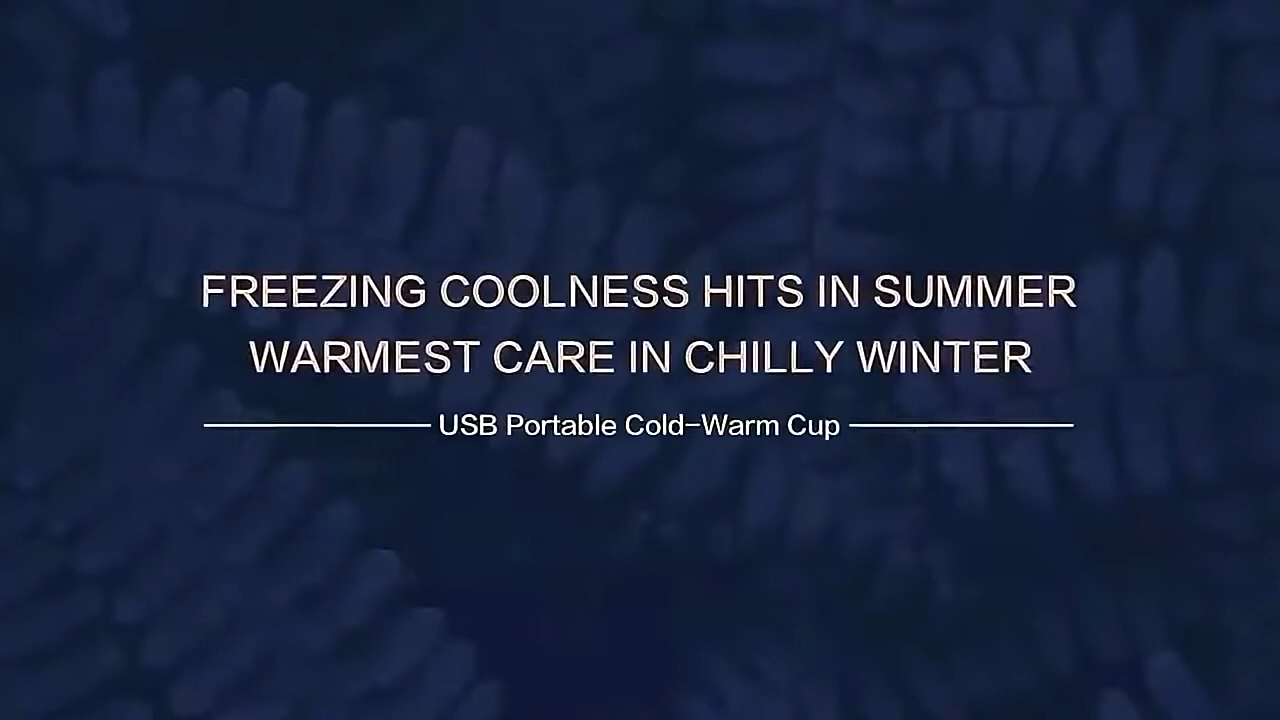 FREEZING COOLNESS HITS IN SUMMER
WARMEST CARE IN CHILLY WINTER
USB Portable Cold-Warm Cup